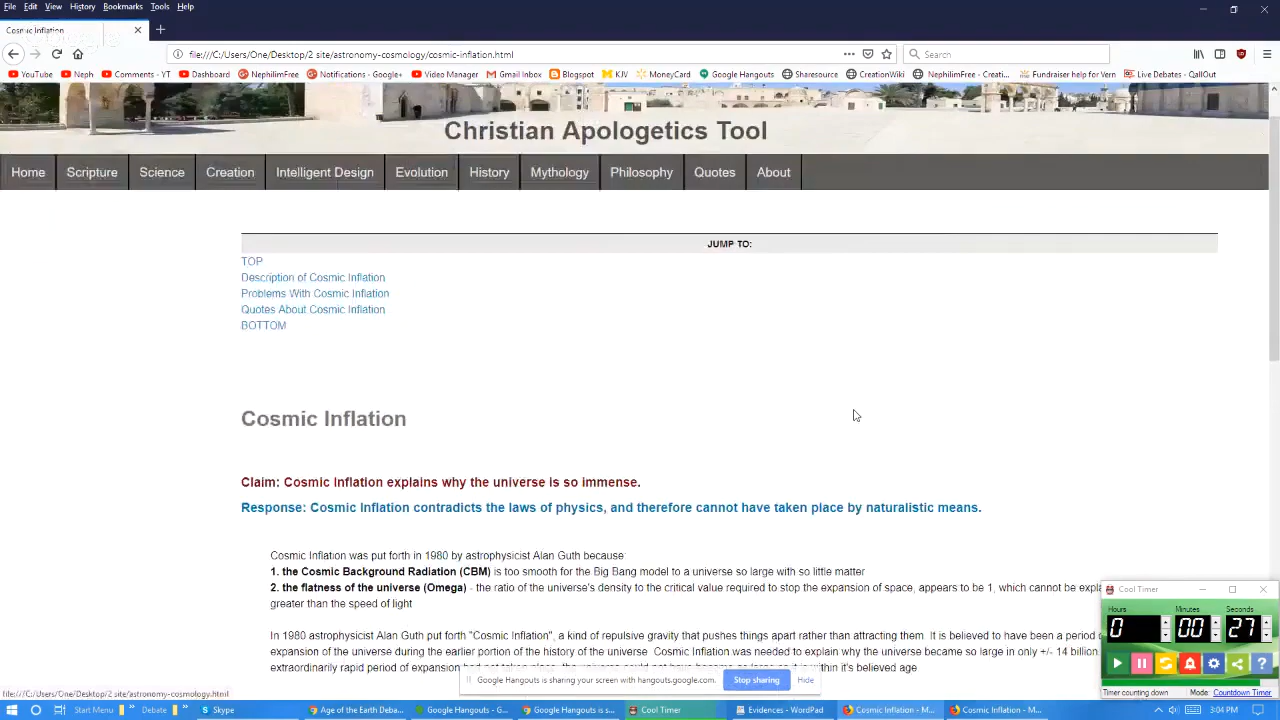 File Edit View History Bookmarks Tools Help
Cosmic Inflation
file:///C:/Users/One/Desktop/2 site/astronomy-cosmology/cosmic-inflation.html
Search
YouTube Neph Comments - YT Dashboard NephilimFree Notifications - Google+ Video Manager Gmail Inbox Blogspot KJV MoneyCard Google Hangouts Sharesource CreationWiki NephilimFree - Creati... Fundraiser help for Vern Live Debates - CallOut
Christian Apologetics Tool
Home Scripture Science Creation Intelligent Design Evolution History Mythology Philosophy Quotes About
JUMP TO:
TOP
Description of Cosmic Inflation
Problems With Cosmic Inflation
Quotes About Cosmic Inflation
BOTTOM
Cosmic Inflation
Claim: Cosmic Inflation explains why the universe is so immense.
Response: Cosmic Inflation contradicts the laws of physics, and therefore cannot have taken place by naturalistic means.
Cosmic Inflation was put forth in 1980 by astrophysicist Alan Guth because:
1. the Cosmic Background Radiation (CBM) is too smooth for the Big Bang model to a universe so large with so little matter
2. the flatness of the universe (Omega) - the ratio of the universe's density to the critical value required to stop the expansion of space, appears to be 1, which cannot be expla
greater than the speed of light
In 1980 astrophysicist Alan Guth put forth "Cosmic Inflation", a kind of repulsive gravity that pushes things apart rather than attracting them. It is believed to have been a period o
expansion of the universe during the earlier portion of the history of the universe. Cosmic Inflation was needed to explain why the universe became so large in only +/- 14 billion
extraordinarily rapid period of expansion
within it's believed age.
Cool Timer
Hours Minutes Seconds
0 00 27
Timer counting down Mode: Countdown Timer
Google Hangouts is sharing your screen with hangouts.google.com. Stop sharing Hide
file:///C:/Users/One/Desktop/2 site/astronomy-cosmology.html
Start Menu » Debate » Skype Age of the Earth Deba... Google Hangouts - G... Google Hangouts is s... Cool Timer Evidences - WordPad Cosmic Inflation - M... Cosmic Inflation - M... 3:04 PM